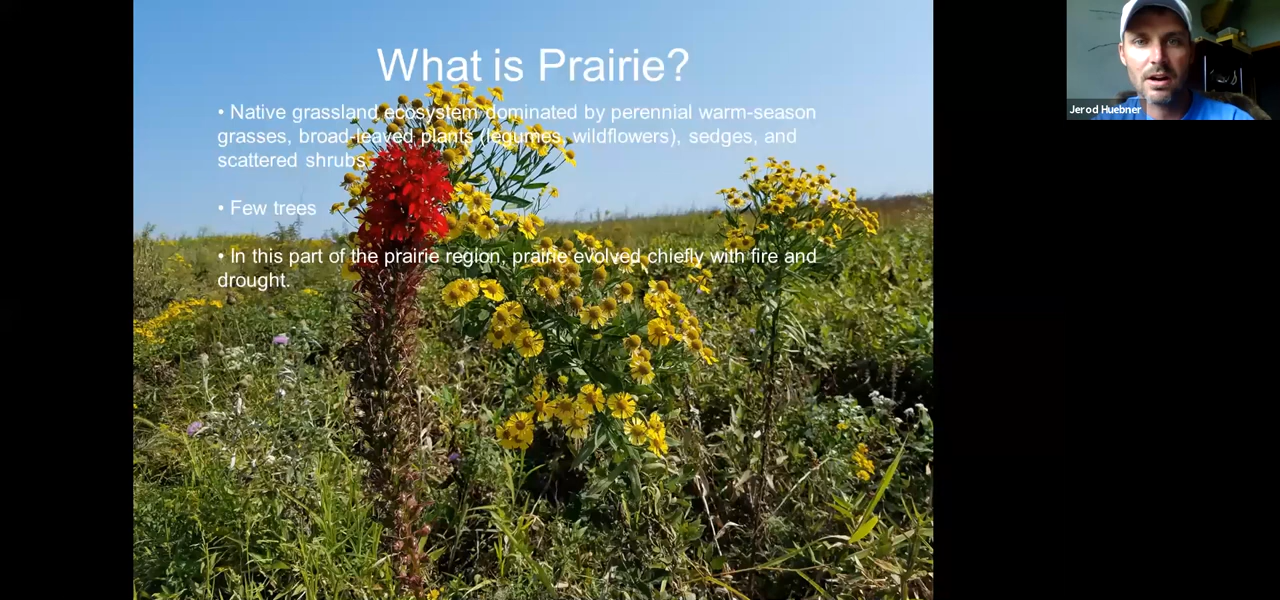 What is Prairie?
• Native grassland ecosystem dominated by perennial warm-season
grasses, broad-leaved plants (legumes, wildflowers), sedges, and
scattered shrubs.
• Few trees
• In this part of the prairie region, prairie evolved chiefly with fire and
drought.
Jerod Huebner